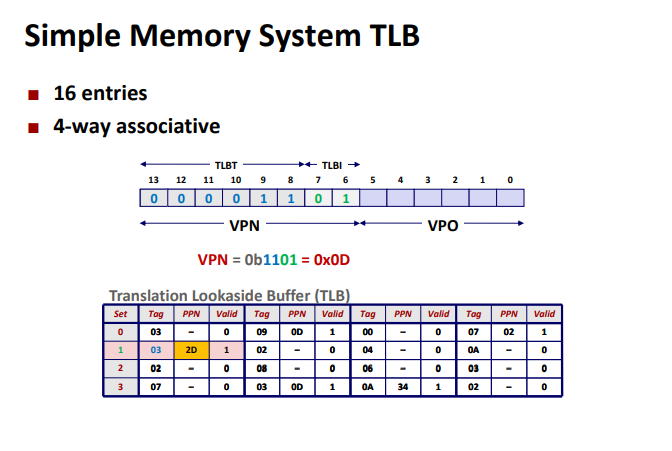 Simple Memory System TLB
■ 16 entries
■ 4-way associative
TLBT TLBI
13 12 11 10 9 8 7 6 5 4 3 2 1 0
0 0 0 0 1 1 0 1
VPN VPO
VPN = 0b1101 = 0x0D
Translation Lookaside Buffer (TLB)
Set Tag PPN Valid Tag PPN Valid Tag PPN Valid Tag PPN Valid
0 03 – 0 09 0D 1 00 – 0 07 02 1
1 03 2D 1 02 – 0 04 – 0 0A – 0
2 02 – 0 08 – 0 06 – 0 03 – 0
3 07 – 0 03 0D 1 0A 34 1 02 – 0